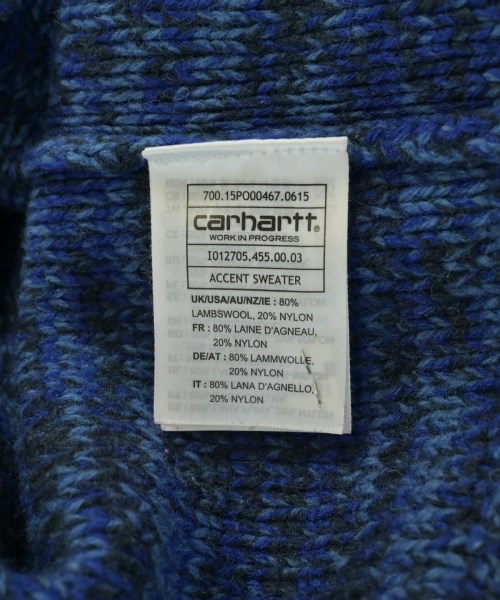 700.15PO00467.0615
carhartt®
WORK IN PROGRESS
I012705.455.00.03
ACCENT SWEATER
UK/USA/AU/NZ/IE : 80%
LAMBSWOOL, 20% NYLON
FR : 80% LAINE D'AGNEAU,
20% NYLON
DE/AT : 80% LAMMWOLLE,
20% NYLON
IT : 80% LANA D'AGNELLO,
20% NYLON